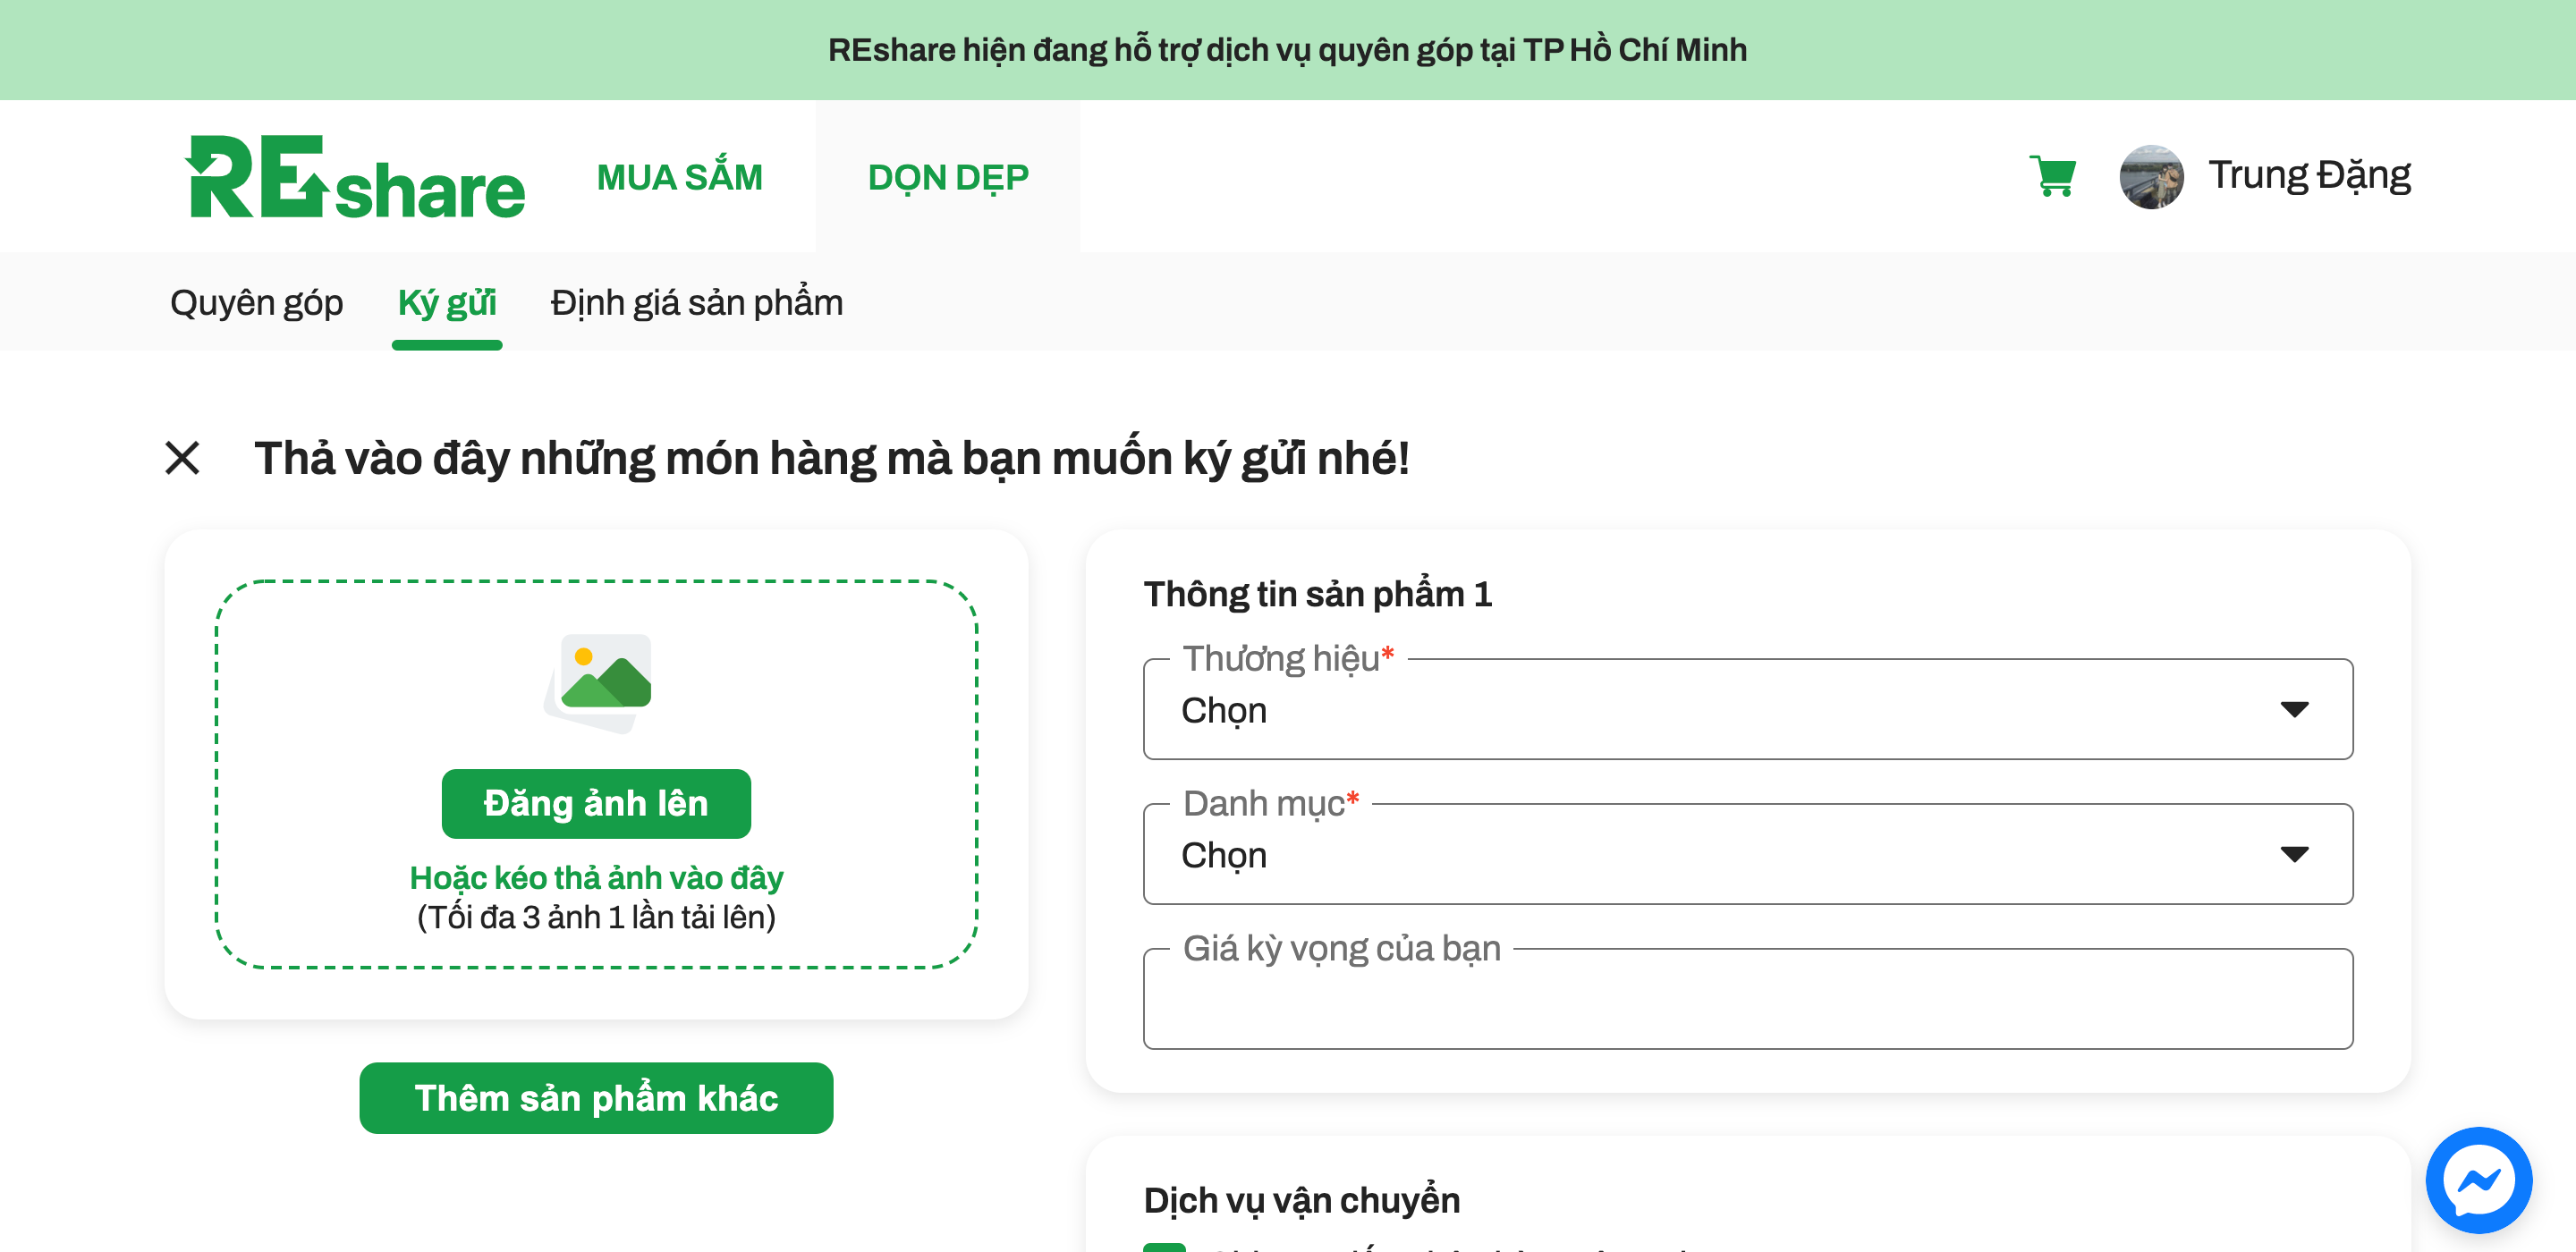 REshare hiện đang hỗ trợ dịch vụ quyên góp tại TP Hồ Chí Minh
REshare
MUA SẮM
DỌN DẸP
Trung Đặng
Quyên góp
Ký gửi
Định giá sản phẩm
Thả vào đây những món hàng mà bạn muốn ký gửi nhé!
Đăng ảnh lên
Hoặc kéo thả ảnh vào đây
(Tối đa 3 ảnh 1 lần tải lên)
Thêm sản phẩm khác
Thông tin sản phẩm 1
Thương hiệu*
Chọn
Danh mục*
Chọn
Giá kỳ vọng của bạn
Dịch vụ vận chuyển